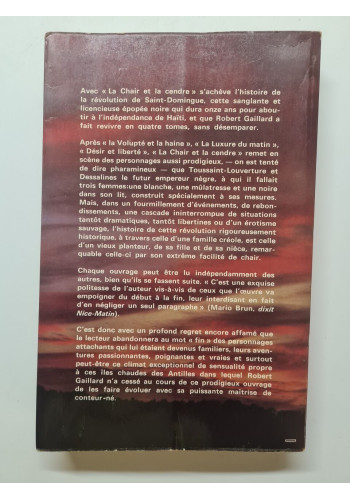 Avec « La Chair et la cendre » s'achève l'histoire de
la révolution de Saint-Domingue, cette sanglante et
licencieuse épopée noire qui dura onze ans pour abou-
tir à l'indépendance de Haïti, et que Robert Gaillard a
fait revivre en quatre tomes, sans désemparer.
Après « la Volupté et la haine », « La Luxure du matin »,
« Désir et liberté », « La Chair et la cendre » remet en
scène des personnages aussi prodigieux, — on est tenté
de dire pharamineux — que Toussaint-Louverture et
Dessalines le futur empereur nègre, à qui il fallait
trois femmes:une blanche, une mulâtresse et une noire
dans son lit, construit spécialement à ses mesures.
Mais, dans un fourmillement d'événements, de rebon-
dissements, une cascade ininterrompue de situations
tantôt dramatiques, tantôt libertines ou d'un érotisme
sauvage, l'histoire de cette révolution rigoureusement
historique, à travers celle d'une famille créole, est celle
d'un vieux planteur, de sa fille et de sa nièce, remar-
quable celle-ci par son extrême facilité de chair.
Chaque ouvrage peut être lu indépendamment des
autres, bien qu'ils se fassent suite. « C'est une exquise
politesse de l'auteur vis-à-vis de ceux que l'œuvre va
empoigner du début à la fin, leur interdisant en fait
d'en négliger un seul paragraphe » (Mario Brun, dixit
Nice-Matin).
C'est donc avec un profond regret encore affamé que
le lecteur abandonnera au mot « fin » des personnages
attachants qui lui étaient devenus familiers, leurs aven-
tures passionnantes, poignantes et vraies et surtout
peut-être ce climat exceptionnel de sensualité propre
à ces îles chaudes des Antilles dans lequel Robert
Gaillard n'a cessé au cours de ce prodigieux ouvrage
de les faire évoluer avec sa puissante maîtrise de
conteur-né.